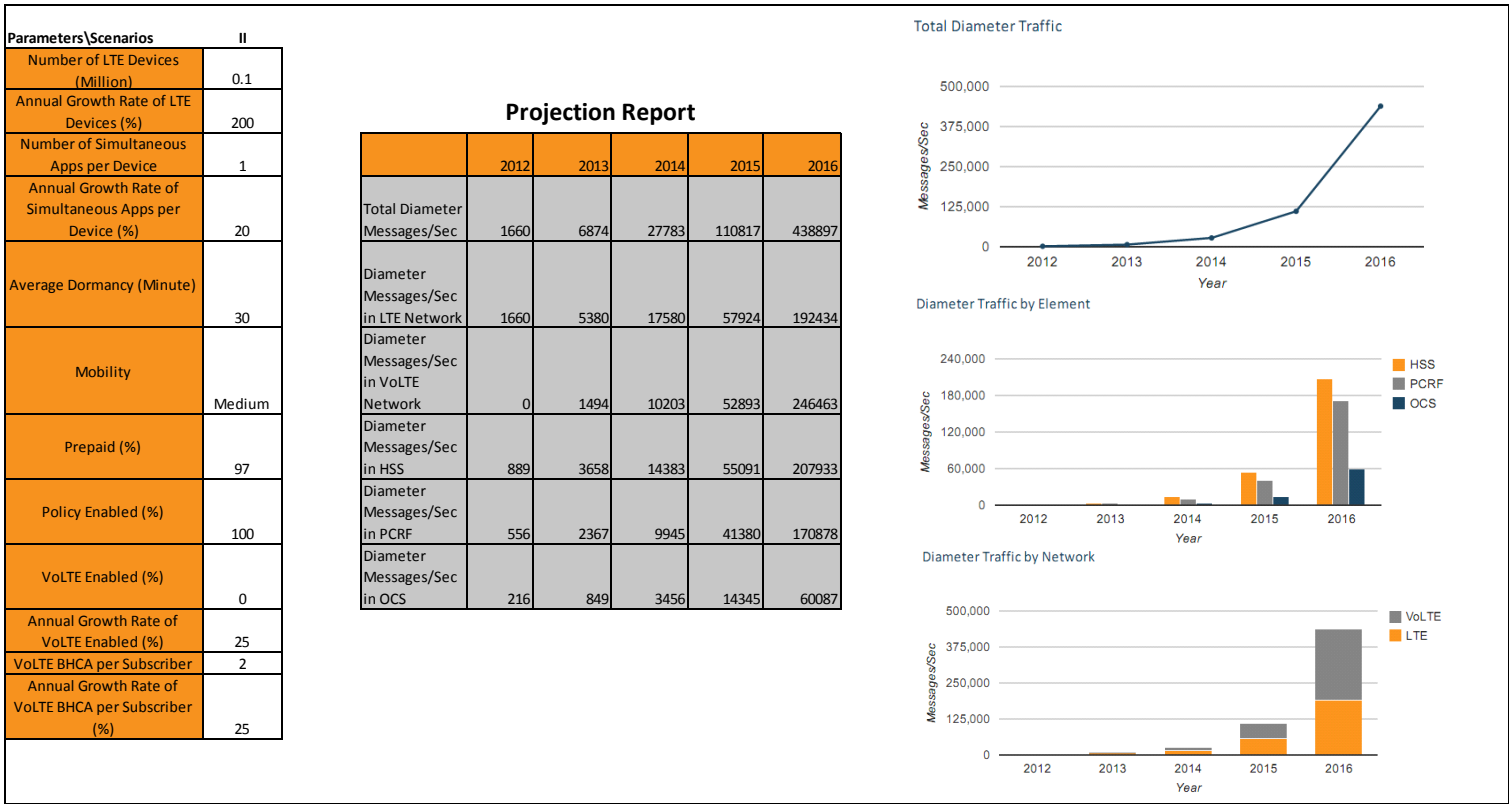 Parameters\Scenarios II
Number of LTE Devices
(Million) 0.1
Annual Growth Rate of LTE
Devices (%) 200
Number of Simultaneous
Apps per Device 1
Annual Growth Rate of
Simultaneous Apps per
Device (%) 20
Average Dormancy (Minute)
30
Mobility
Medium
Prepaid (%)
97
Policy Enabled (%)
100
VoLTE Enabled (%)
0
Annual Growth Rate of
VoLTE Enabled (%) 25
VoLTE BHCA per Subscriber 2
Annual Growth Rate of
VoLTE BHCA per Subscriber
(%) 25
Projection Report
2012 2013 2014 2015 2016
Total Diameter
Messages/Sec 1660 6874 27783 110817 438897
Diameter
Messages/Sec
in LTE Network 1660 5380 17580 57924 192434
Diameter
Messages/Sec
in VoLTE
Network 0 1494 10203 52893 246463
Diameter
Messages/Sec
in HSS 889 3658 14383 55091 207933
Diameter
Messages/Sec
in PCRF 556 2367 9945 41380 170878
Diameter
Messages/Sec
in OCS 216 849 3456 14345 60087
Total Diameter Traffic
Messages/Sec
500,000
375,000
250,000
125,000
0
2012 2013 2014 2015 2016
Year
Diameter Traffic by Element
Messages/Sec
240,000
180,000
120,000
60,000
0
2012 2013 2014 2015 2016
Year
HSS
PCRF
OCS
Diameter Traffic by Network
Messages/Sec
500,000
375,000
250,000
125,000
0
2012 2013 2014 2015 2016
Year
VoLTE
LTE